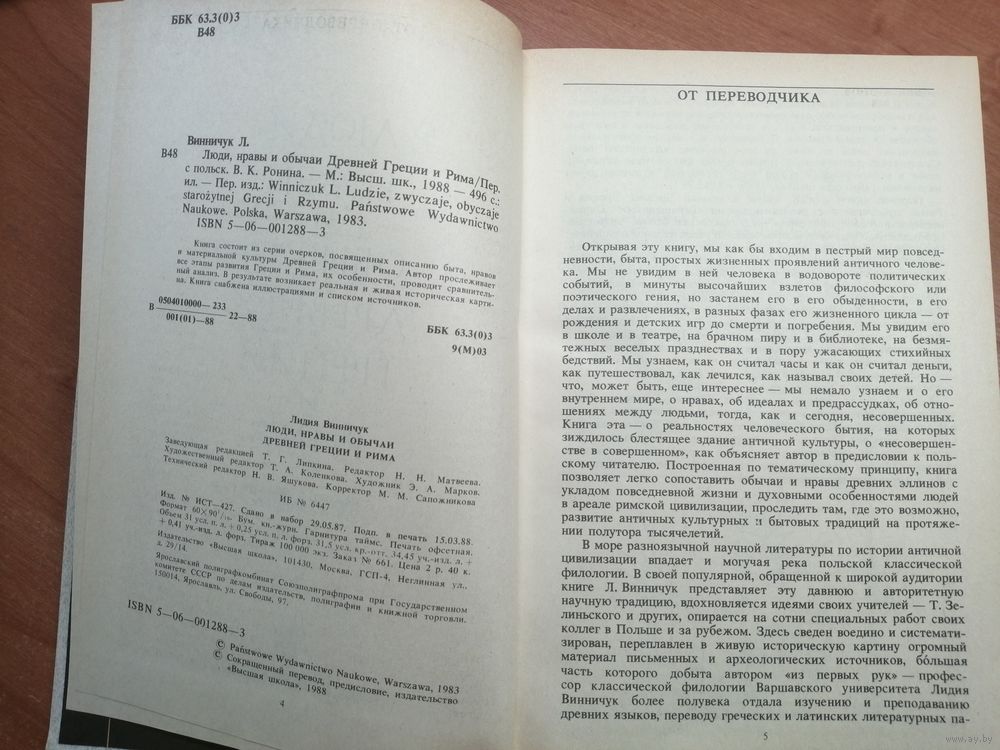 ББК 63.3(0)3
В48
Винничук Л.
В48 Люди, нравы и обычаи Древней Греции и Рима/Пер.
с польск. В. К. Ронина. — М.: Высш. шк., 1988 — 496 с.:
ил. — Пер. изд.: Winniczuk L. Ludzie, zwyczaje, obyczaje
starożytnej Grecji i Rzymu. Państwowe Wydawnictwo
Naukowe. Polska, Warszawa, 1983.
ISBN 5—06—001288—3
Книга состоит из серии очерков, посвященных описанию быта, нравов
и материальной культуры Древней Греции и Рима. Автор прослеживает
все этапы развития Греции и Рима, их особенности, проводит сравнитель-
ный анализ. В результате возникает реальная и живая историческая карти-
на. Книга снабжена иллюстрациями и списком источников.
В 0504010000—233
001(01)—88 22—88
ББК 63.3(0)3
9(М)03
Лидия Винничук
ЛЮДИ, НРАВЫ И ОБЫЧАИ
ДРЕВНЕЙ ГРЕЦИИ И РИМА
Заведующая редакцией Т. Г. Липкина. Редактор Н. Н. Матвеева.
Художественный редактор Т. А. Коленкова. Художник Э. А. Марков.
Технический редактор Н. В. Яшукова. Корректор М. М. Сапожникова
ИБ № 6447
Изд. № ИСТ—427. Сдано в набор 29.05.87. Подп. в печать 15.03.88.
Формат 60×90¹/₁₆. Бум. кн.-журн. Гарнитура таймс. Печать офсетная.
Объем 31 усл. п. л. + 0,25 усл. п. л. форз. 31,5 усл. кр.-отт. 34,45 уч.-изд. л. +
+ 0,41 уч.-изд. л. форз. Тираж 100 000 экз. Заказ № 661. Цена 2 р. 40 к.
Издательство «Высшая школа», 101430, Москва, ГСП-4, Неглинная ул.,
д. 29/14.
Ярославский полиграфкомбинат Союзполиграфпрома при Государственном
комитете СССР по делам издательств, полиграфии и книжной торговли.
150014, Ярославль, ул. Свободы, 97.
ISBN 5—06—001288—3
© Państwowe Wydawnictwo Naukowe, Warszawa, 1983
© Сокращенный перевод, предисловие, издательство
«Высшая школа», 1988
4
ОТ ПЕРЕВОДЧИКА
Открывая эту книгу, мы как бы входим в пестрый мир повсед-
невности, быта, простых жизненных проявлений античного челове-
ка. Мы не увидим в ней человека в водовороте политических
событий, в минуты высочайших взлетов философского или
поэтического гения, но застанем его в его обыденности, в его
делах и развлечениях, в разных фазах его жизненного цикла — от
рождения и детских игр до смерти и погребения. Мы увидим его
в школе и в театре, на брачном пиру и в библиотеке, на безмя-
тежных веселых празднествах и в пору ужасающих стихийных
бедствий. Мы узнаем, как он считал часы и как он считал деньги,
как путешествовал, как лечился, как называл своих детей. Но —
что, может быть, еще интереснее — мы немало узнаем и о его
внутреннем мире, о нравах, об идеалах и предрассудках, об отно-
шениях между людьми, тогда, как и сегодня, несовершенных.
Книга эта — о реальностях человеческого бытия, на которых
зиждилось блестящее здание античной культуры, о «несовершен-
стве в совершенном», как объясняет автор в предисловии к поль-
скому читателю. Построенная по тематическому принципу, книга
позволяет легко сопоставить обычаи и нравы древних эллинов с
укладом повседневной жизни и духовными особенностями людей
в ареале римской цивилизации, проследить там, где это возможно,
развитие античных культурных и бытовых традиций на протяже-
нии полутора тысячелетий.
В море разноязычной научной литературы по истории античной
цивилизации впадает и могучая река польской классической
филологии. В своей популярной, обращенной к широкой аудитории
книге Л. Винничук представляет эту давнюю и авторитетную
научную традицию, вдохновляется идеями своих учителей — Т. Зе-
линьского и других, опирается на сотни специальных работ своих
коллег в Польше и за рубежом. Здесь сведен воедино и системати-
зирован, переплавлен в живую историческую картину огромный
материал письменных и археологических источников, бо́льшая
часть которого добыта автором «из первых рук» — профес-
сор классической филологии Варшавского университета Лидия
Винничук более полувека отдала изучению и преподаванию
древних языков, переводу греческих и латинских литературных па-
5
www.ay.by